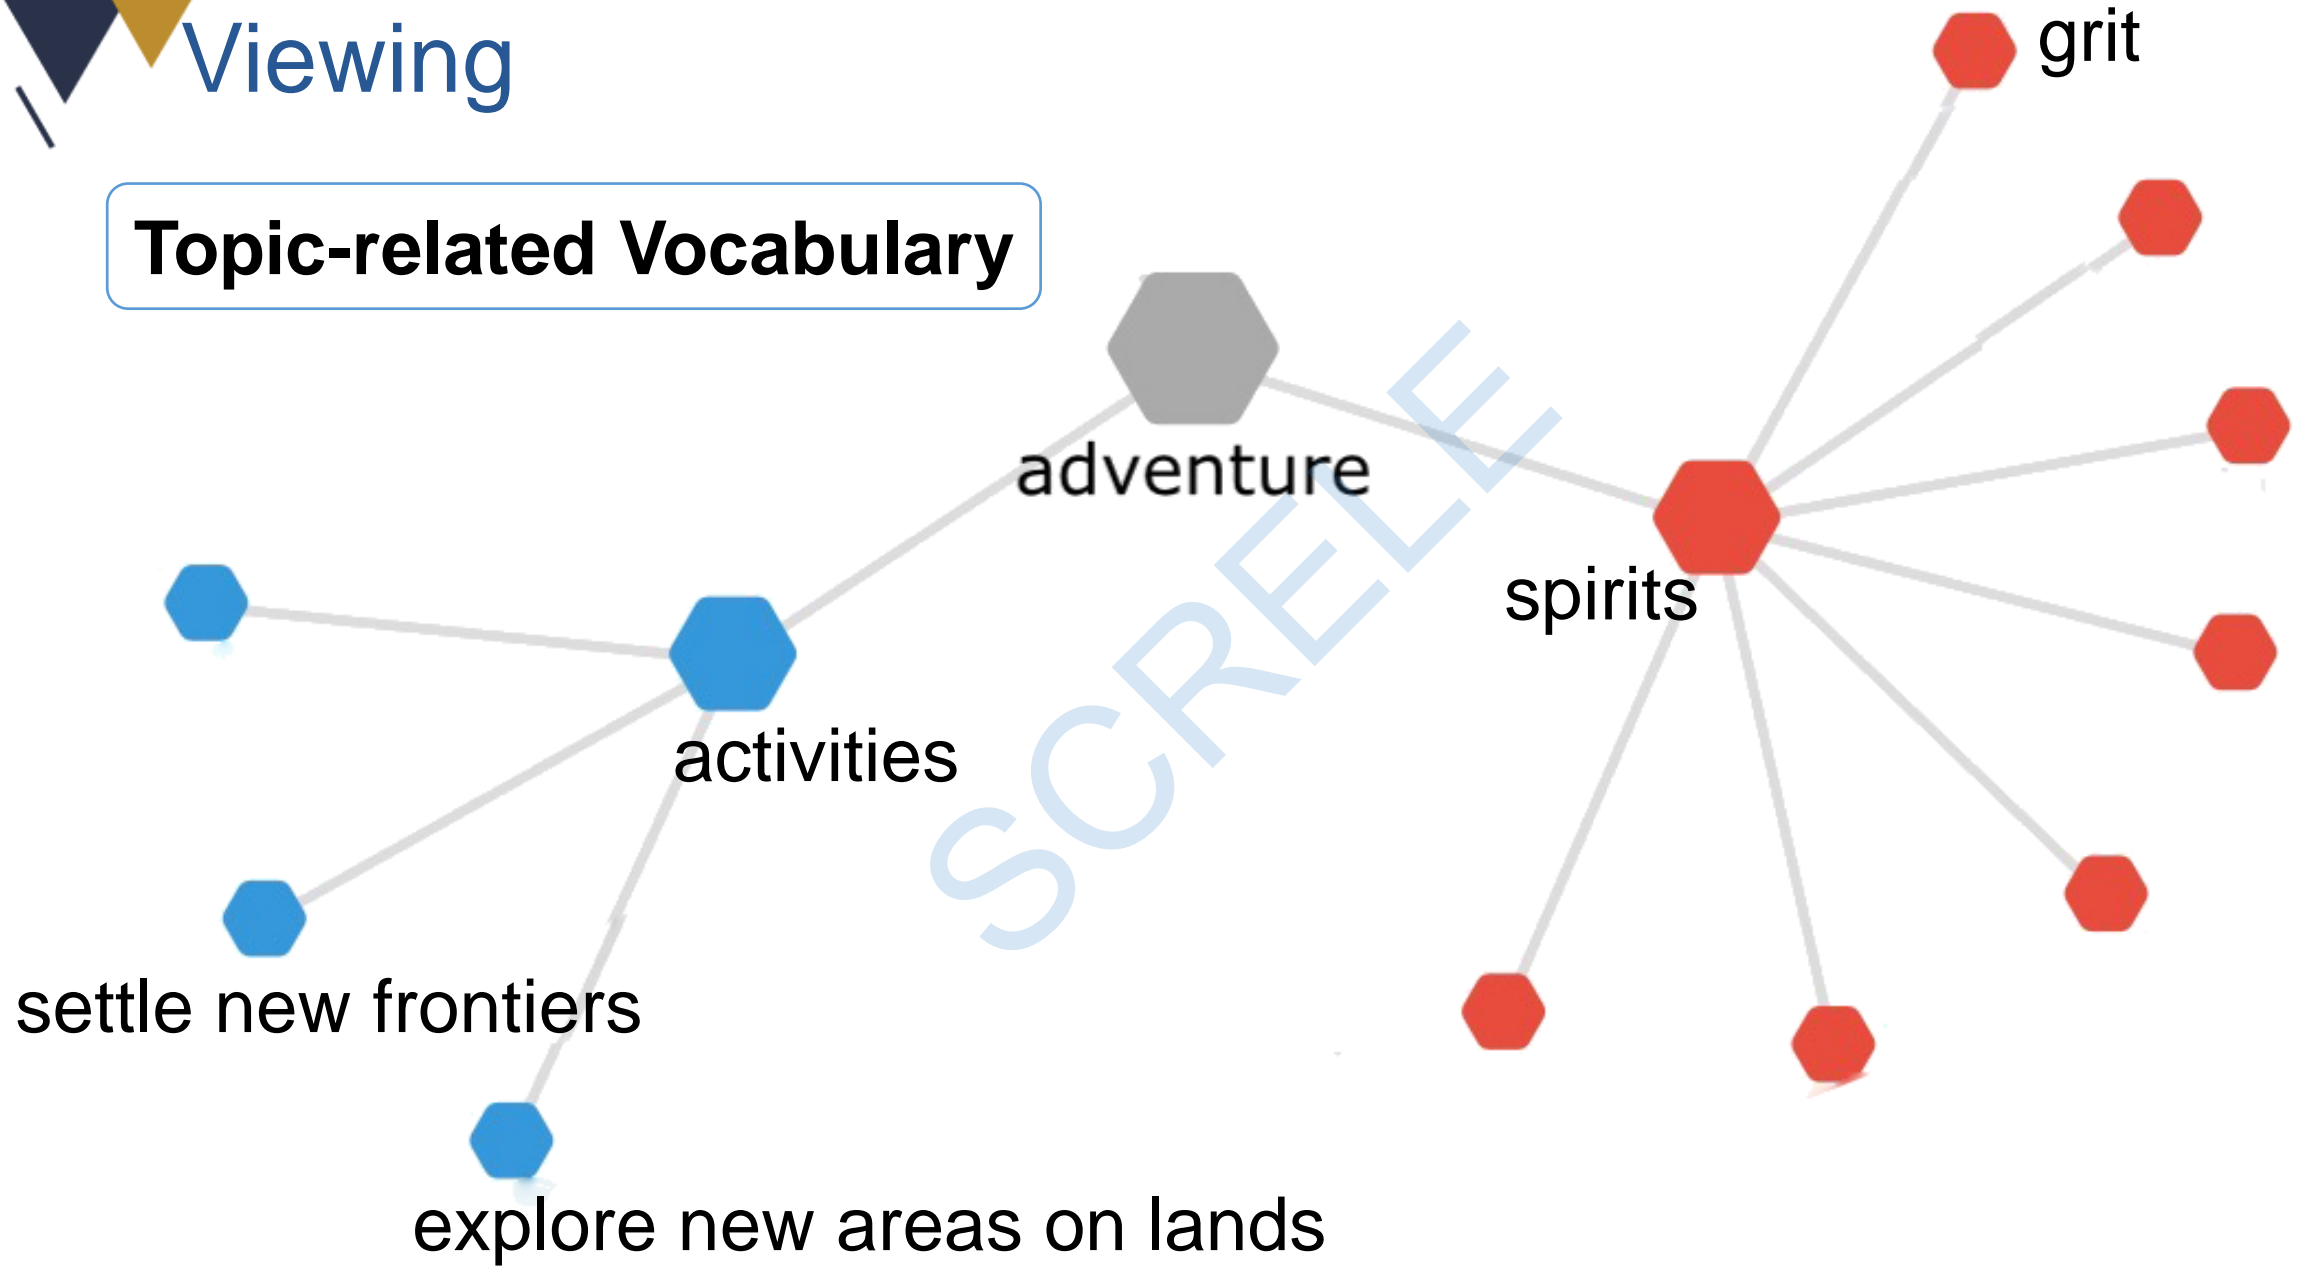 Viewing
grit
Topic-related Vocabulary
adventure
spirits
activities
settle new frontiers
explore new areas on lands
SCRELE